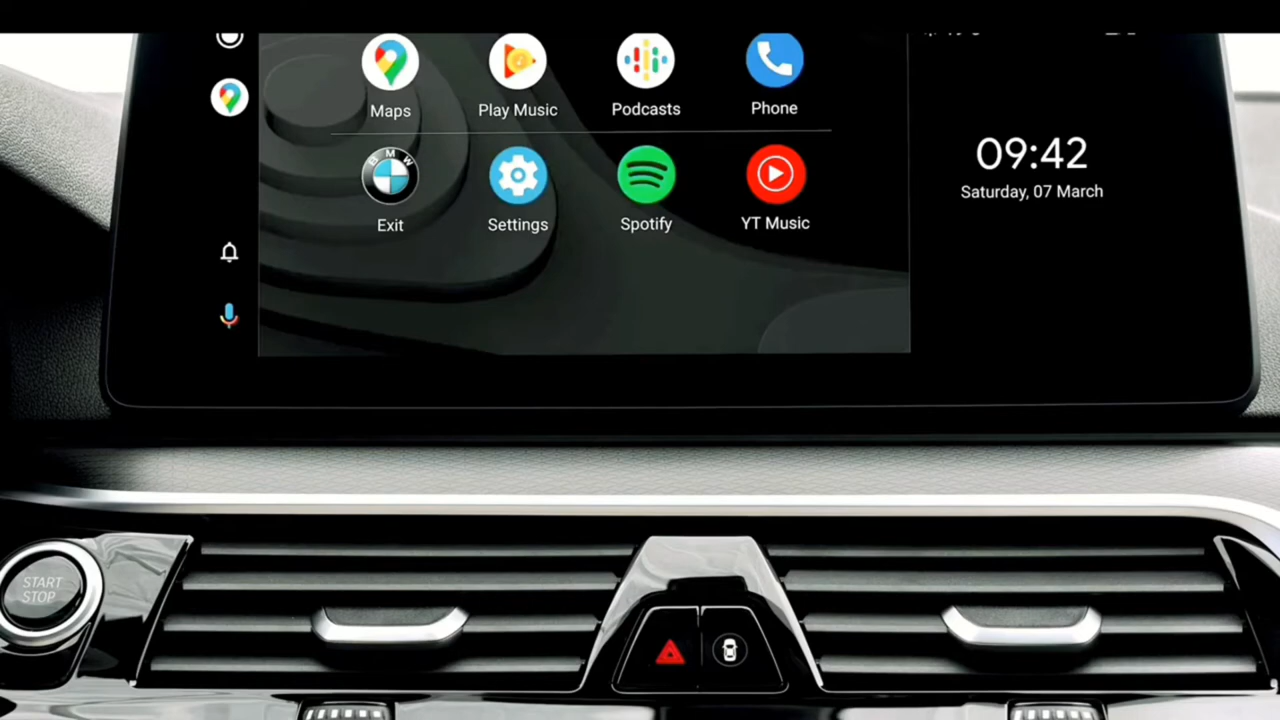 Maps
Play Music
Podcasts
Phone
BMW
Exit
Settings
Spotify
YT Music
09:42
Saturday, 07 March
START
STOP